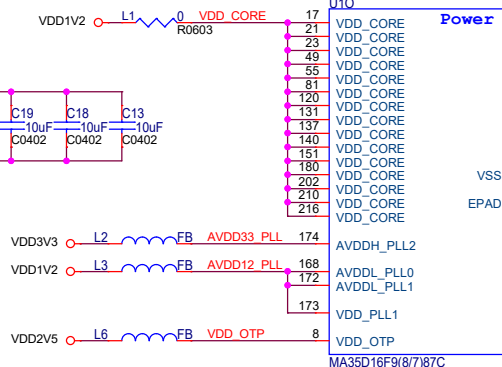 U1O
Power
VDD1V2 L1 0 VDD_CORE 17 VDD_CORE
R0603
21 VDD_CORE
23 VDD_CORE
49 VDD_CORE
55 VDD_CORE
81 VDD_CORE
120 VDD_CORE
131 VDD_CORE
137 VDD_CORE
140 VDD_CORE
151 VDD_CORE
180 VDD_CORE VSS
202 VDD_CORE
210 VDD_CORE EPAD
216 VDD_CORE
C19 C18 C13
10uF 10uF 10uF
C0402 C0402 C0402
VDD3V3 L2 FB AVDD33_PLL 174 AVDDH_PLL2
VDD1V2 L3 FB AVDD12_PLL 168 AVDDL_PLL0
172 AVDDL_PLL1
173 VDD_PLL1
VDD2V5 L6 FB VDD_OTP 8 VDD_OTP
MA35D16F9(8/7)87C